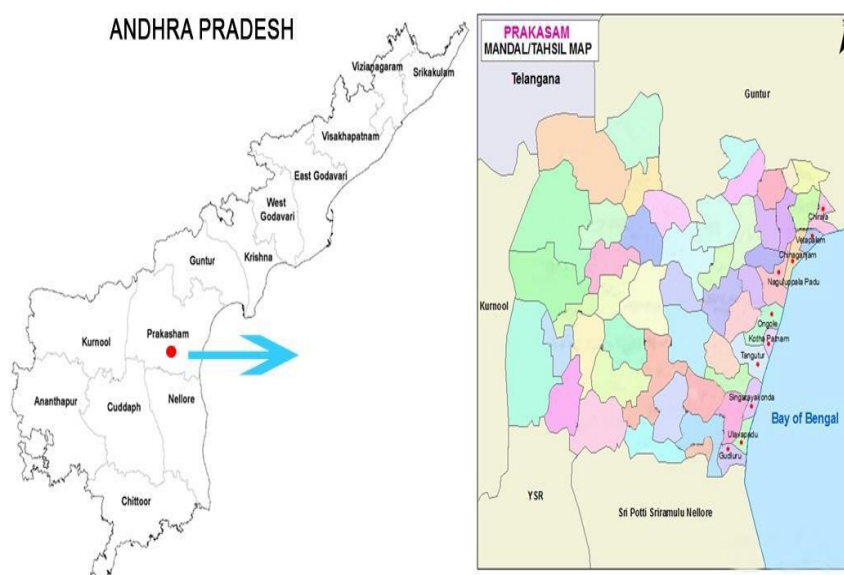 ANDHRA PRADESH
Vizianagaram
Srikakulam
Visakhapatnam
East Godavari
West
Godavari
Krishna
Guntur
Prakasham
Kurnool
Ananthapur
Cuddaph
Nellore
Chittoor
PRAKASAM
MANDAL/TAHSIL MAP
Telangana
Guntur
Chirala
Vetapalem
Chinaganjam
Naguluppala Padu
Ongole
Kotha Patnam
Tangutur
Singarayakonda
Ulavapadu
Gudluru
Kurnool
Bay of Bengal
YSR
Sri Potti Sriramulu Nellore